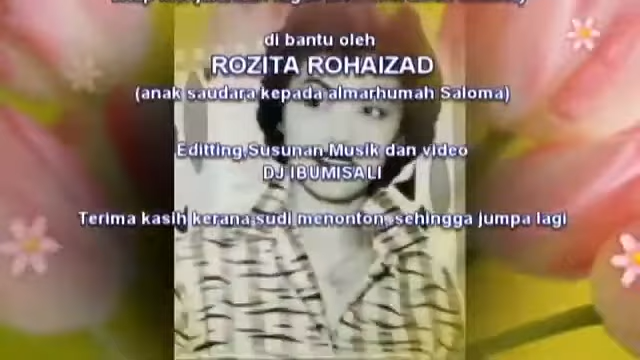 di bantu oleh
ROZITA ROHAIZAD
(anak saudara kepada almarhumah Saloma)
Editting,Susunan Musik dan video
DJ IBUMISALI
Terima kasih kerana sudi menonton, sehingga jumpa lagi